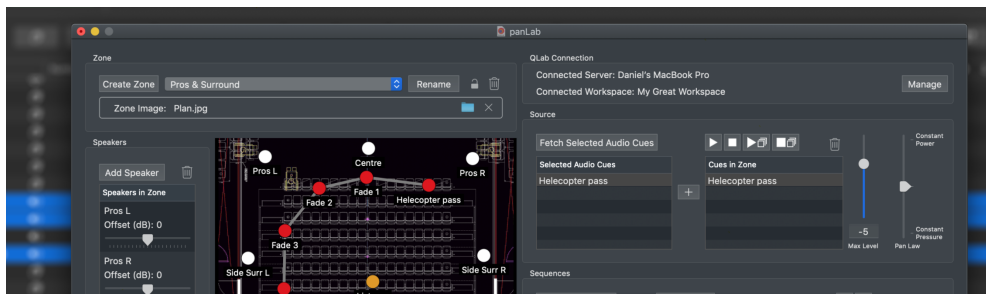 panLab
Zone
Create Zone
Pros & Surround
Rename
Zone Image: Plan.jpg
Speakers
Add Speaker
Speakers in Zone
Pros L
Offset (dB): 0
Pros R
Offset (dB): 0
Pros L
Centre
Pros R
Fade 1
Fade 2
Helecopter pass
Fade 3
Side Surr L
Side Surr R
QLab Connection
Connected Server: Daniel's MacBook Pro
Connected Workspace: My Great Workspace
Manage
Source
Fetch Selected Audio Cues
Selected Audio Cues
Helecopter pass
+
Cues in Zone
Helecopter pass
-5
Max Level
Constant
Power
Constant
Pressure
Pan Law
Sequences